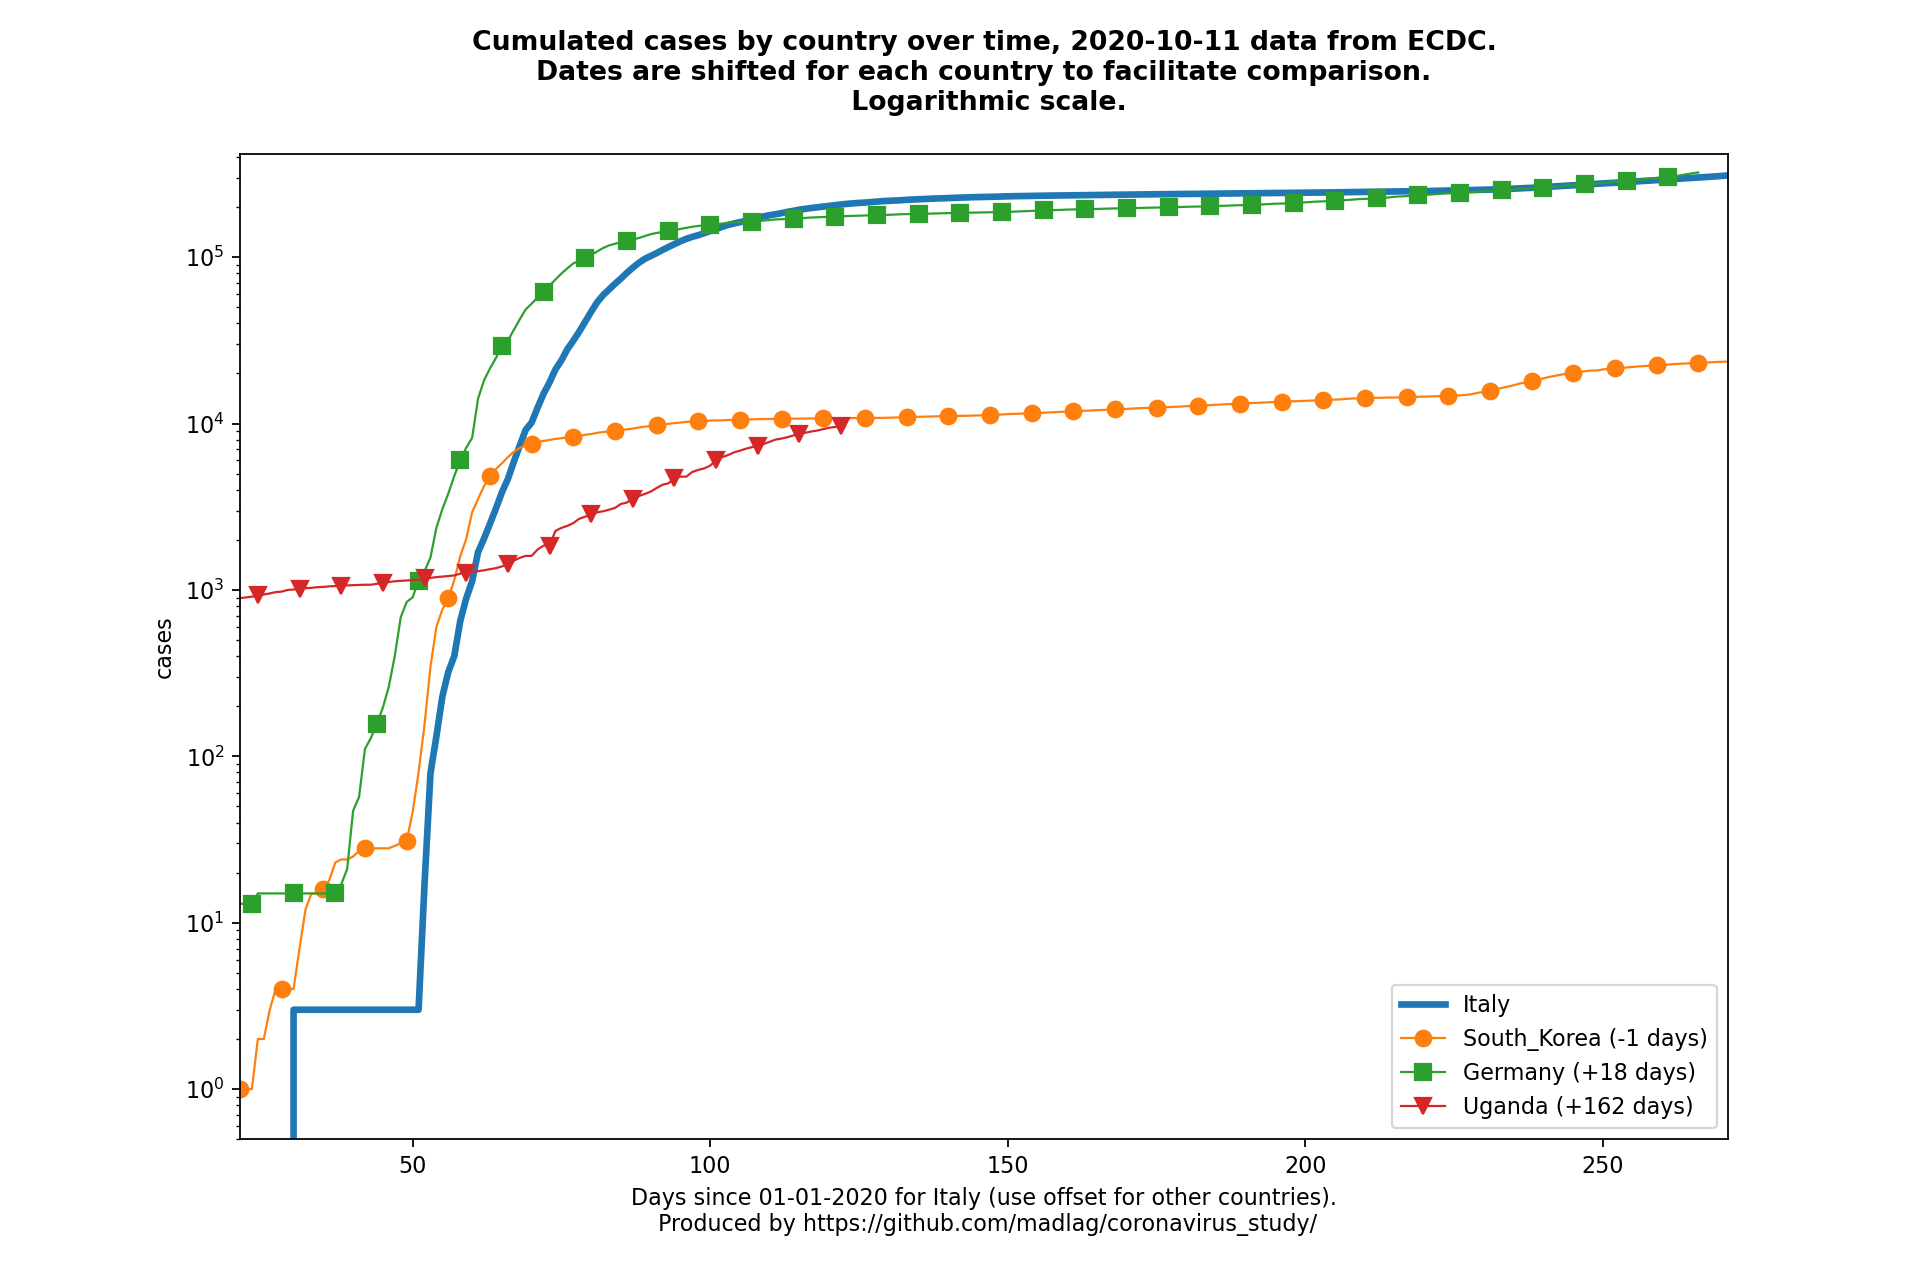 Cumulated cases by country over time, 2020-10-11 data from ECDC.
Dates are shifted for each country to facilitate comparison.
Logarithmic scale.
10^5
10^4
10^3
10^2
10^1
10^0
cases
Italy
South_Korea (-1 days)
Germany (+18 days)
Uganda (+162 days)
50 100 150 200 250
Days since 01-01-2020 for Italy (use offset for other countries).
Produced by https://github.com/madlag/coronavirus_study/